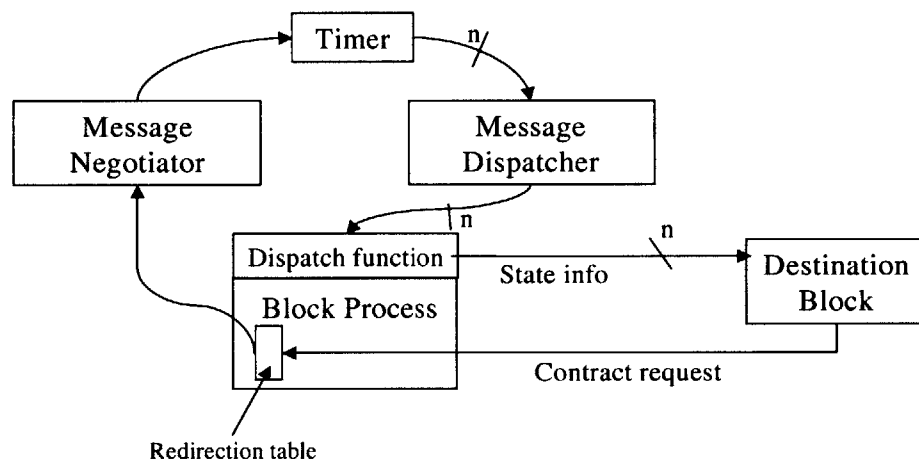 Timer
n
Message
Negotiator
Message
Dispatcher
n
Dispatch function
n
State info
Destination
Block
Block Process
Contract request
Redirection table